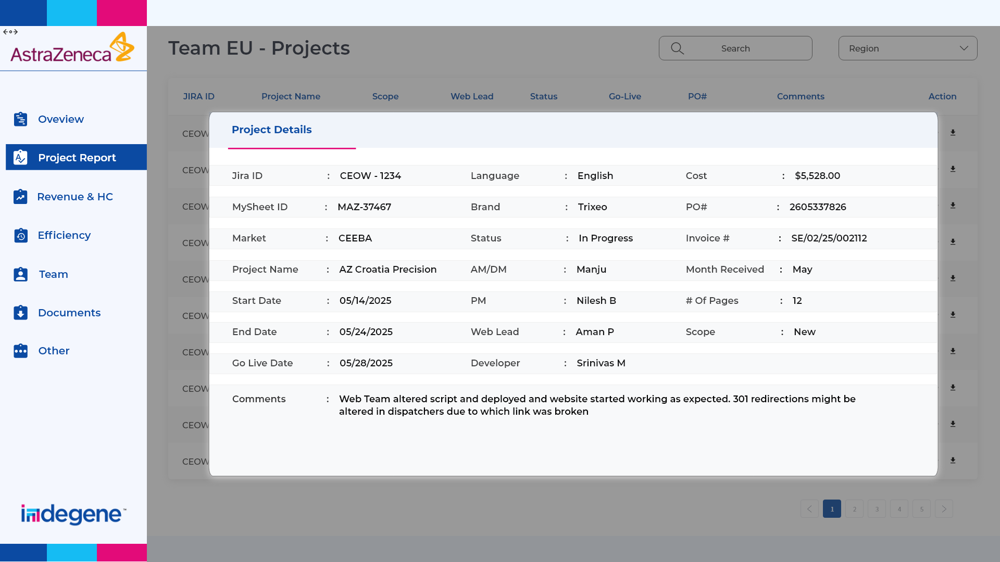 AstraZeneca
Team EU - Projects
Search
Region
JIRA ID Project Name Scope Web Lead Status Go-Live PO# Comments Action
Oveview
Project Report
Revenue & HC
Efficiency
Team
Documents
Other
indegene™
CEOW
CEOW
CEOW
CEOW
CEOW
CEOW
CEOW
CEOW
CEOW
CEOW
Project Details
Jira ID : CEOW - 1234 Language : English Cost : $5,528.00
MySheet ID : MAZ-37467 Brand : Trixeo PO# : 2605337826
Market : CEEBA Status : In Progress Invoice # : SE/02/25/002112
Project Name : AZ Croatia Precision AM/DM : Manju Month Received : May
Start Date : 05/14/2025 PM : Nilesh B # Of Pages : 12
End Date : 05/24/2025 Web Lead : Aman P Scope : New
Go Live Date : 05/28/2025 Developer : Srinivas M
Comments : Web Team altered script and deployed and website started working as expected. 301 redirections might be
altered in dispatchers due to which link was broken
1 2 3 4 5